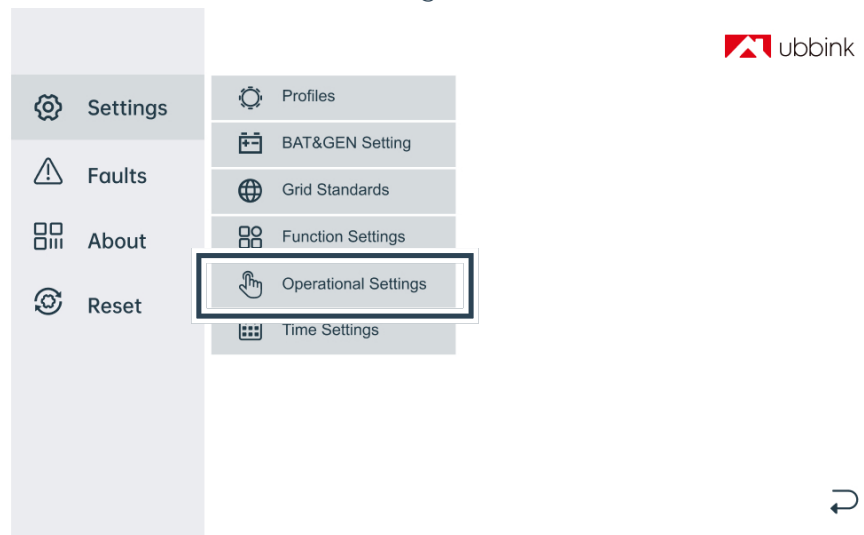 ubbink
Settings
Faults
About
Reset
Profiles
BAT&GEN Setting
Grid Standards
Function Settings
Operational Settings
Time Settings